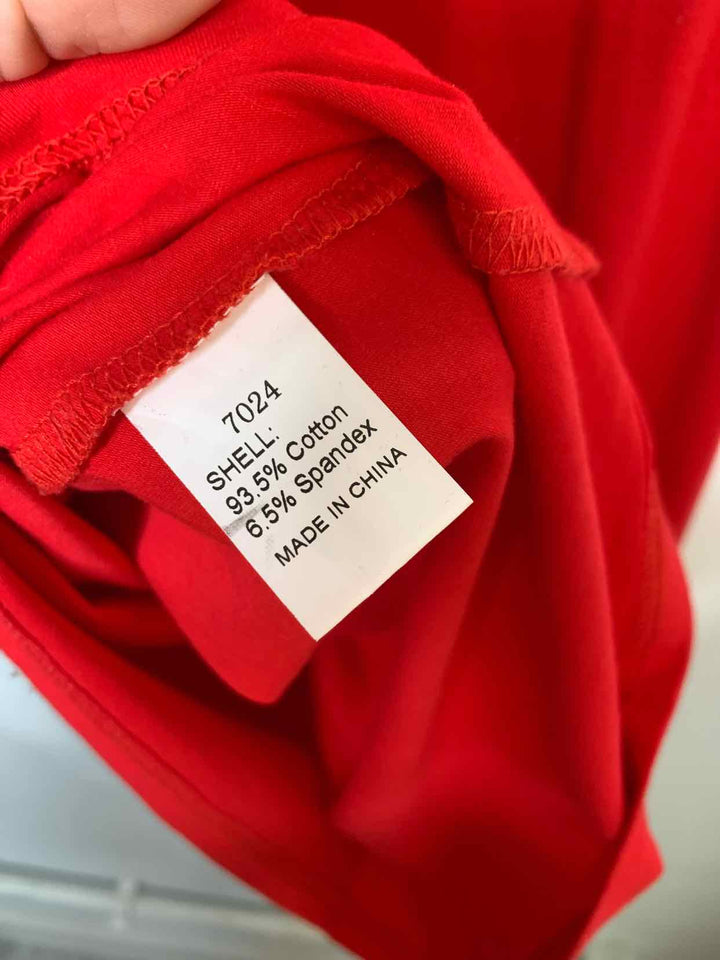 7024
SHELL:
93.5% Cotton
6.5% Spandex
MADE IN CHINA